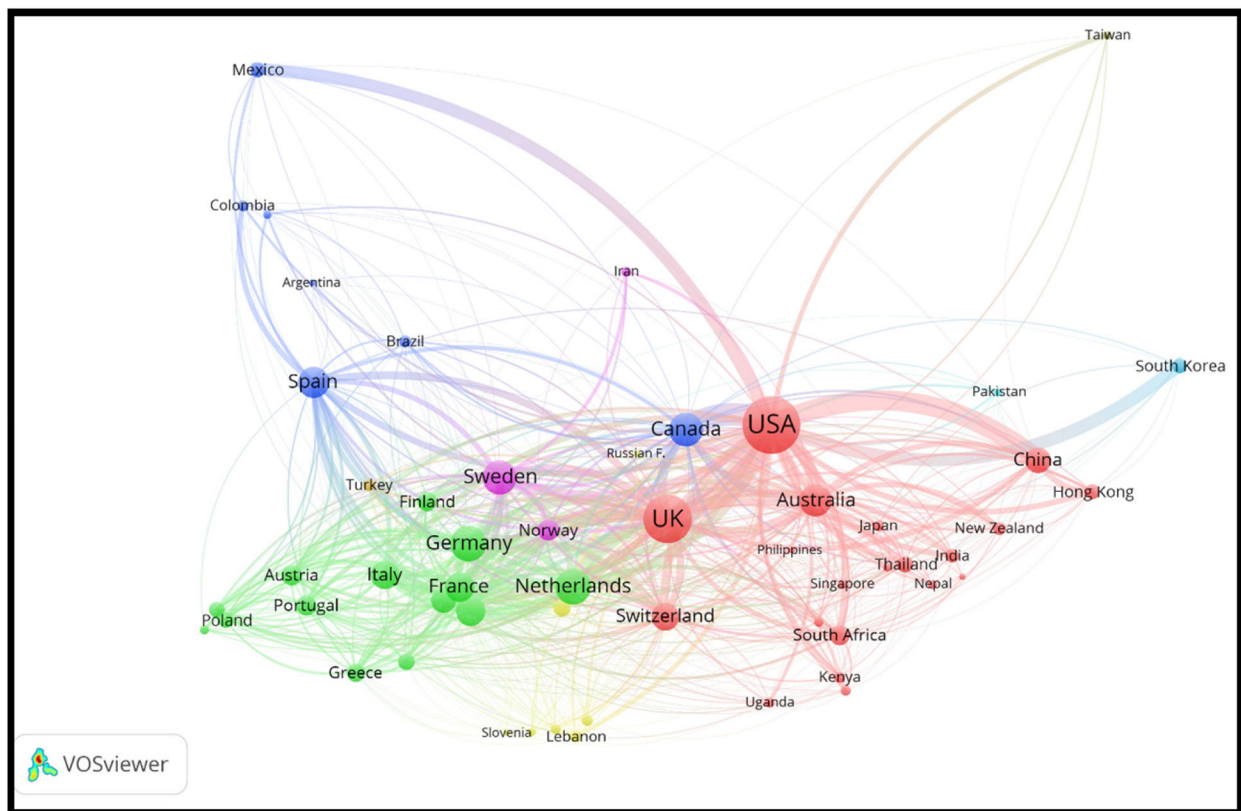 Taiwan
Mexico
Colombia
Iran
Argentina
Brazil
South Korea
Spain
Pakistan
USA
Canada
Russian F.
China
Sweden
Turkey
Hong Kong
Finland
Australia
UK
Japan
New Zealand
Norway
Germany
Philippines
India
Thailand
Austria
Italy
France
Netherlands
Singapore
Nepal
Portugal
Switzerland
Poland
South Africa
Greece
Kenya
Uganda
Slovenia
Lebanon
VOSviewer